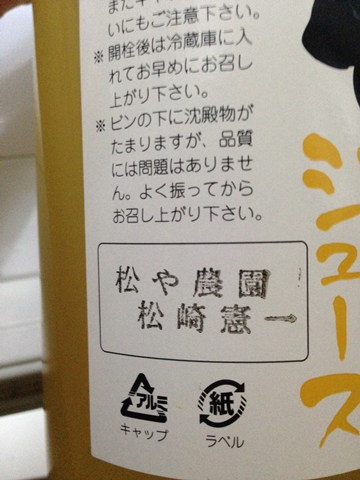 またキャ
いにもご注意下さい。
※開栓後は冷蔵庫に入
れてお早めにお召し
上がり下さい。
※ビンの下に沈殿物が
たまりますが、品質
には問題はありませ
ん。よく振ってから
お召し上がり下さい。
松や農園
松崎憲一
アルミ
キャップ
紙
ラベル
ジュース